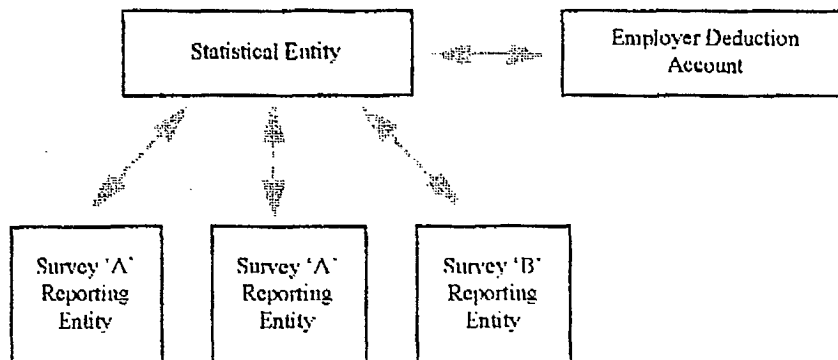 Statistical Entity
Employer Deduction
Account
Survey 'A'
Reporting
Entity
Survey 'A'
Reporting
Entity
Survey 'B'
Reporting
Entity